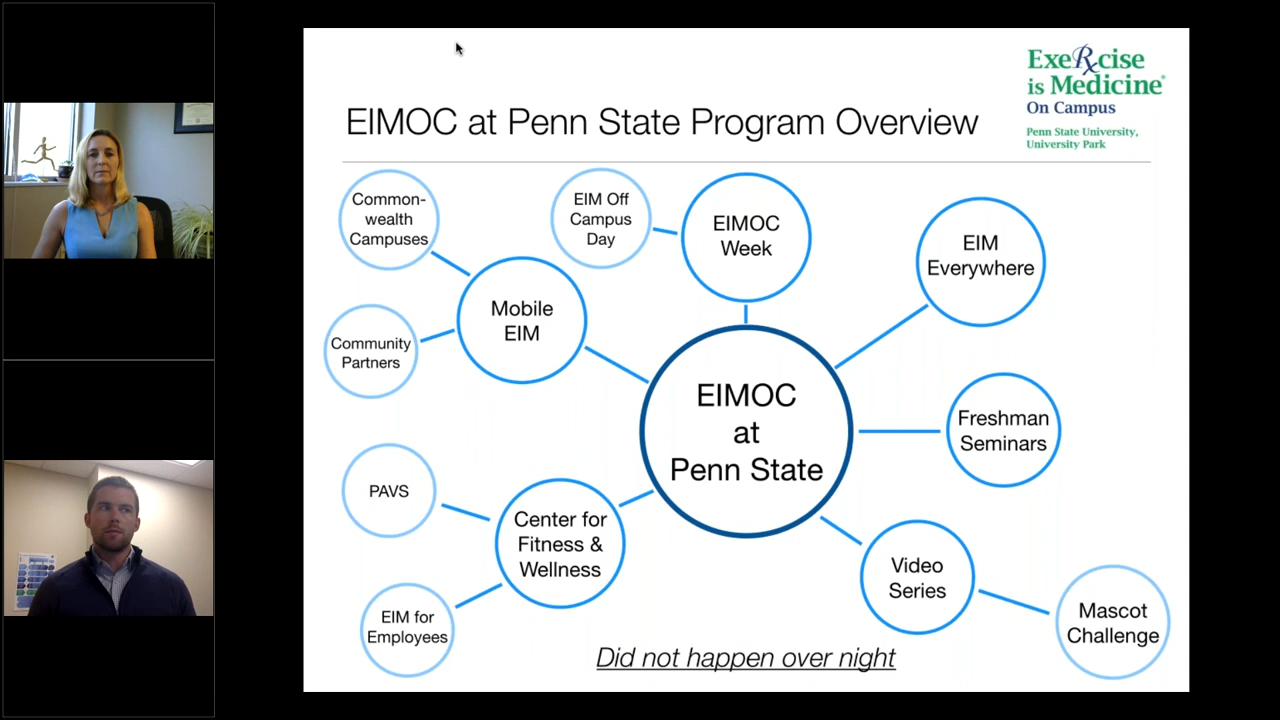 ExeRxcise
is Medicine®
On Campus
Penn State University,
University Park
EIMOC at Penn State Program Overview
Common-
wealth
Campuses
EIM Off
Campus
Day
EIMOC
Week
EIM
Everywhere
Mobile
EIM
Community
Partners
EIMOC
at
Penn State
Freshman
Seminars
PAVS
Center for
Fitness &
Wellness
Video
Series
EIM for
Employees
Mascot
Challenge
Did not happen over night